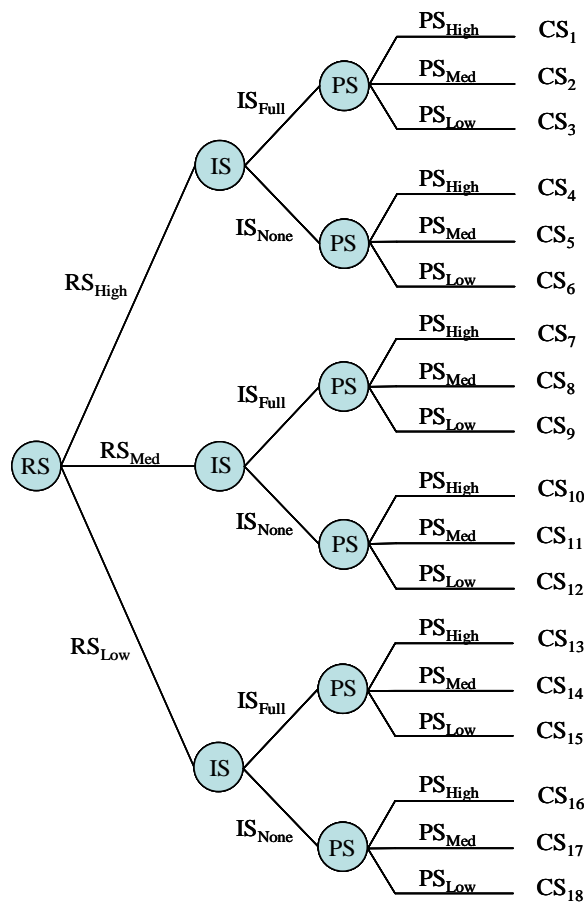 PS_High CS_1
PS PS_Med CS_2
IS_Full
PS_Low CS_3
IS
PS_High CS_4
IS_None PS PS_Med CS_5
PS_Low CS_6
RS_High
PS_High CS_7
IS_Full PS PS_Med CS_8
PS_Low CS_9
RS RS_Med IS
PS_High CS_10
IS_None PS PS_Med CS_11
PS_Low CS_12
RS_Low
PS_High CS_13
IS_Full PS PS_Med CS_14
PS_Low CS_15
IS
PS_High CS_16
IS_None PS PS_Med CS_17
PS_Low CS_18